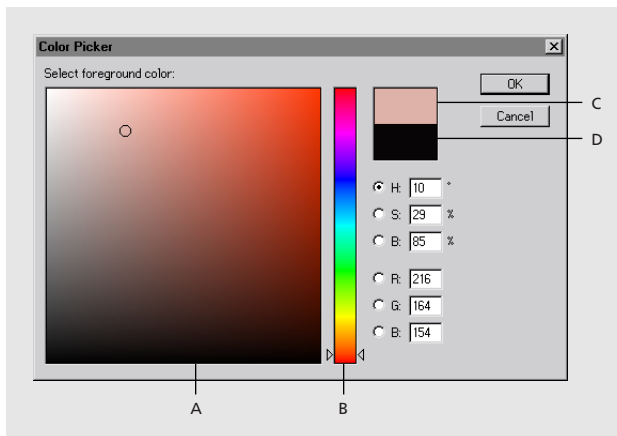 Color Picker
Select foreground color:
OK
Cancel
C
D
H: 10 °
S: 29 %
B: 85 %
R: 216
G: 164
B: 154
A
B